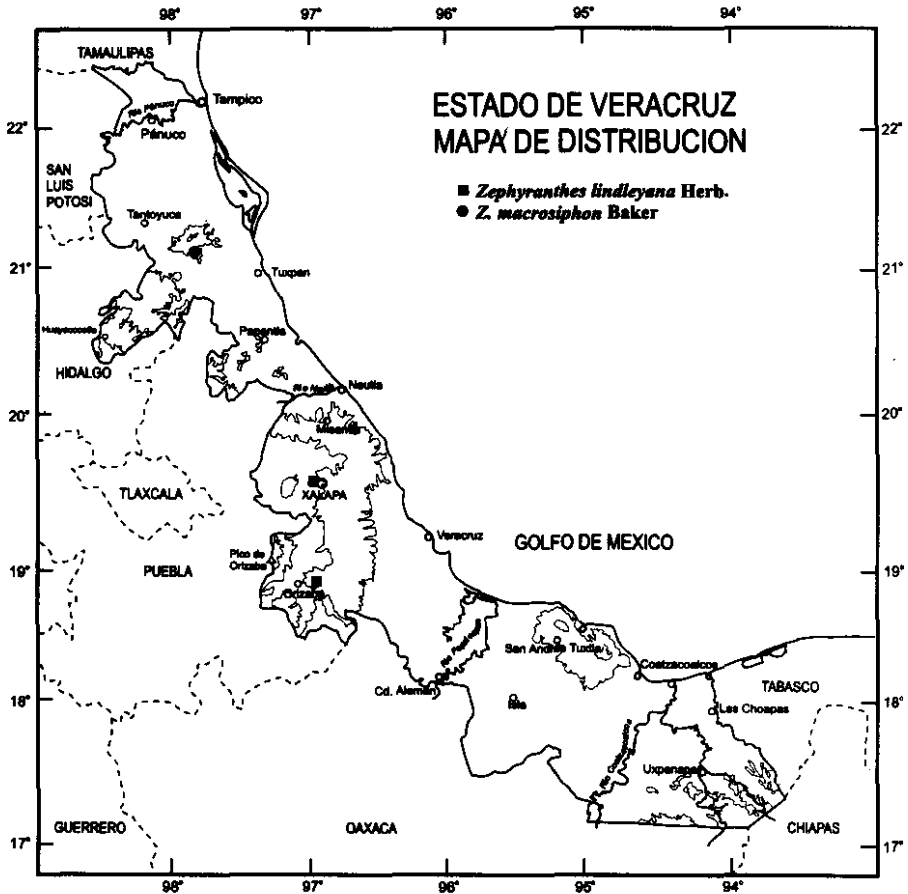 98° 97° 96° 95° 94°
TAMAULIPAS
Tampico
Río Pánuco
Pánuco
ESTADO DE VERACRUZ
MAPA DE DISTRIBUCION
22° 22°
Zephyranthes lindleyana Herb.
Z. macrosiphon Baker
SAN
LUIS
POTOSI
Tantoyuca
21° 21°
Tuxpan
Huayacocotla
Papantla
HIDALGO
Nautla
20° 20°
Misantla
XALAPA
TLAXCALA
Veracruz
GOLFO DE MEXICO
Pico de
Orizaba
19° 19°
PUEBLA
Orizaba
San Andrés Tuxtla
Coatzacoalcos
Cd. Alemán
TABASCO
18° 18°
Las Choapas
Uxpanapa
GUERRERO
OAXACA
CHIAPAS
17° 17°
98° 97° 96° 95° 94°